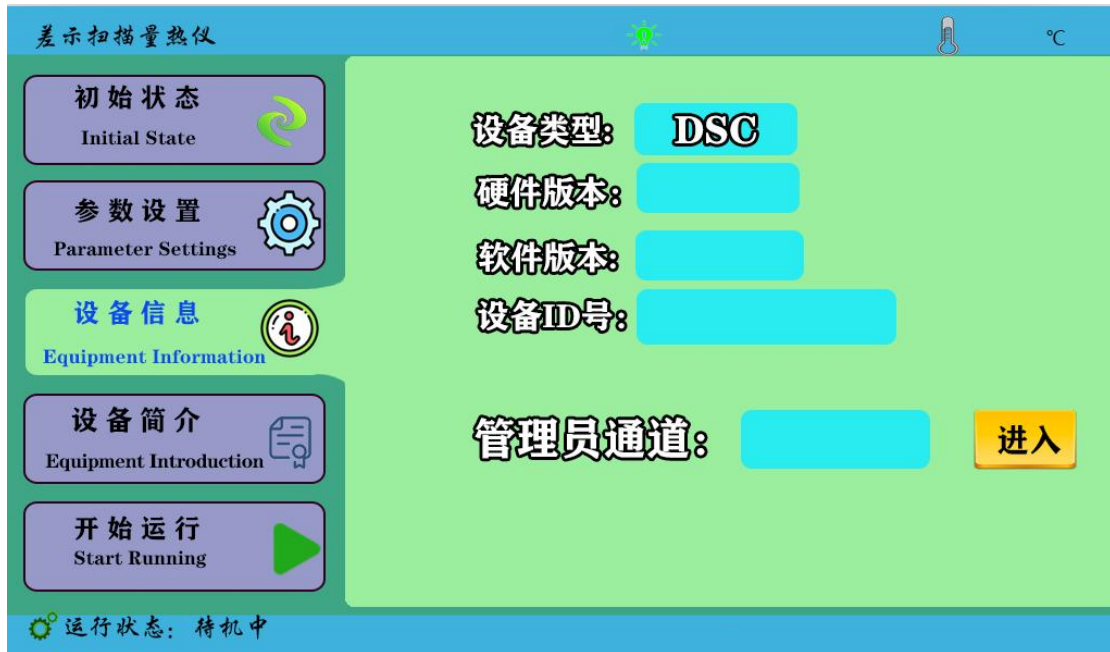 差示扫描量热仪
℃
初始状态
Initial State
参数设置
Parameter Settings
设备信息
Equipment Information
设备简介
Equipment Introduction
开始运行
Start Running
设备类型: DSC
硬件版本:
软件版本:
设备ID号:
管理员通道: 进入
运行状态: 待机中